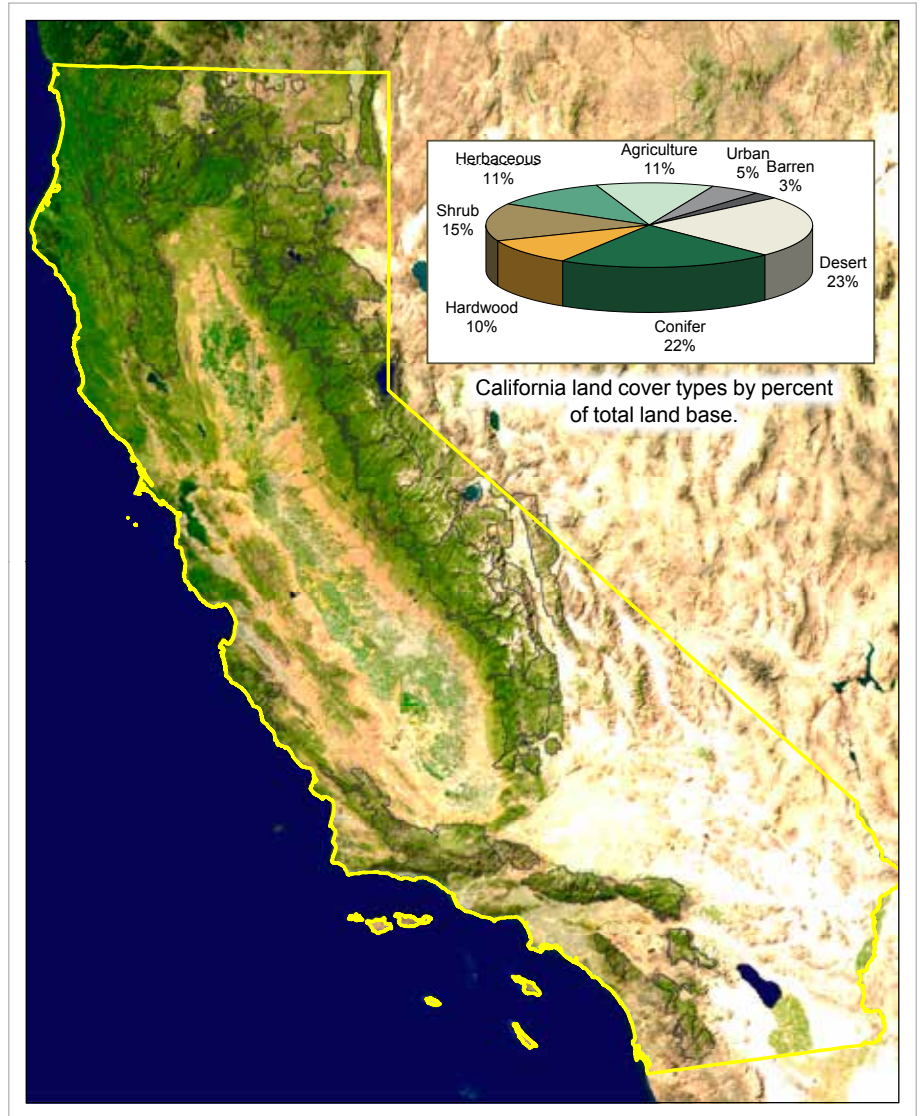 Herbaceous
11%
Agriculture
11%
Urban
5%
Barren
3%
Shrub
15%
Desert
23%
Hardwood
10%
Conifer
22%
California land cover types by percent
of total land base.